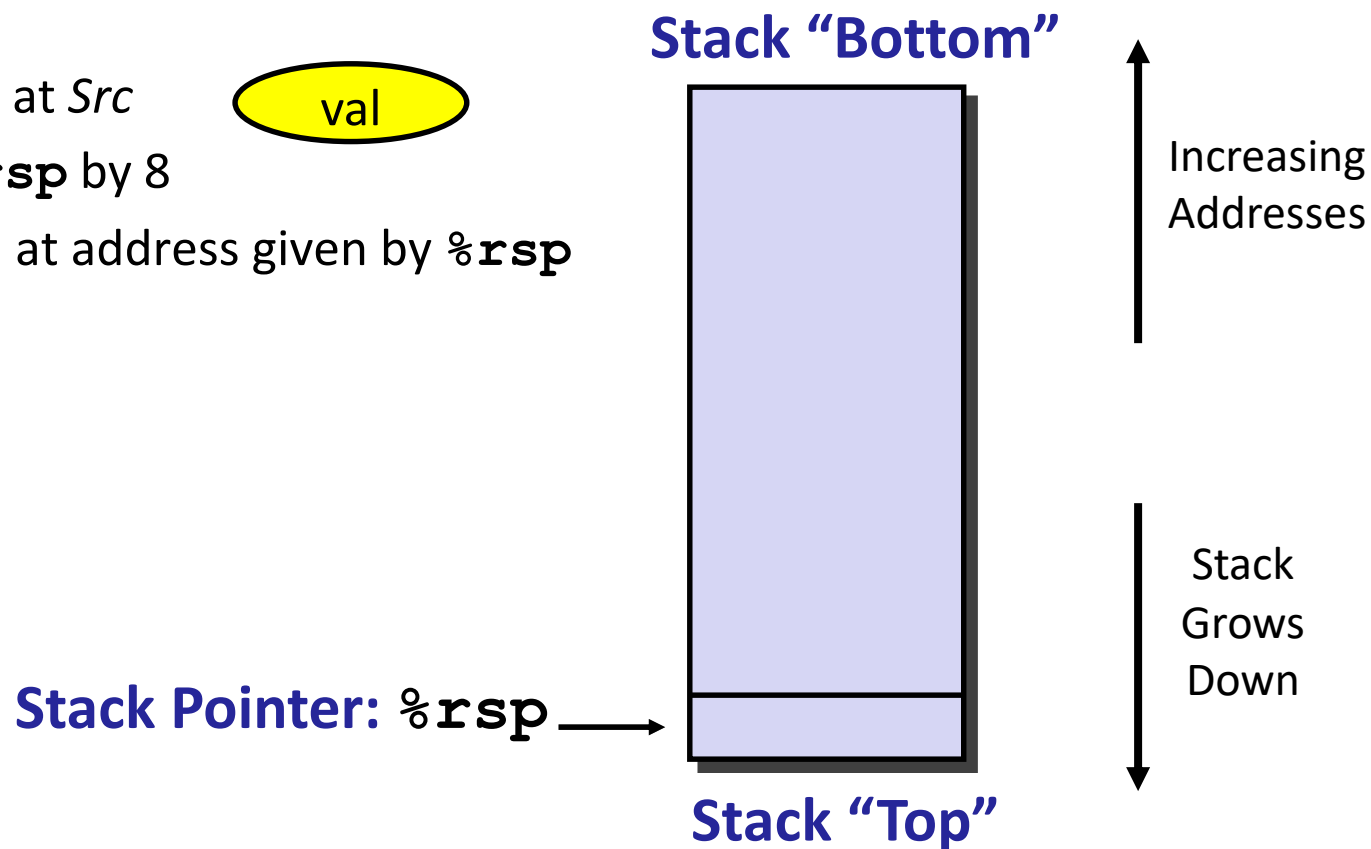 Stack “Bottom”
at Src
val
rsp by 8
at address given by %rsp
Increasing
Addresses
Stack
Grows
Down
Stack Pointer: %rsp
Stack “Top”